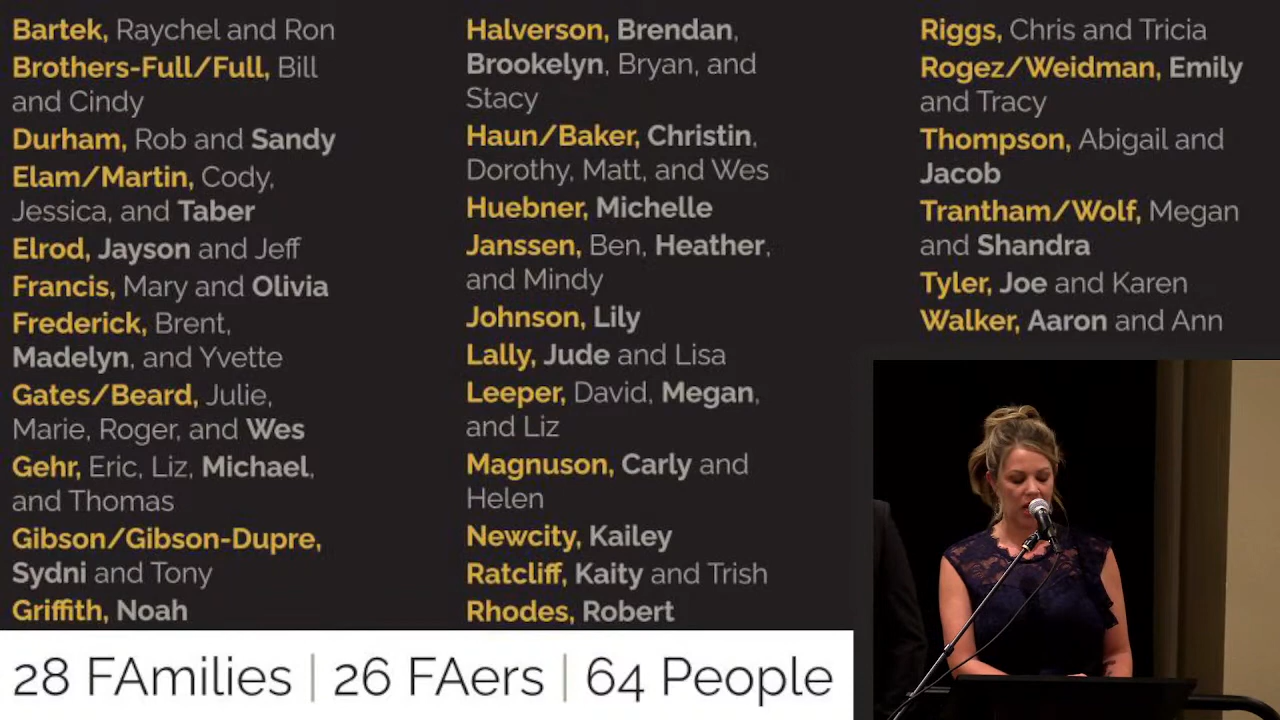 Bartek, Raychel and Ron
Brothers-Full/Full, Bill
and Cindy
Durham, Rob and Sandy
Elam/Martin, Cody,
Jessica, and Taber
Elrod, Jayson and Jeff
Francis, Mary and Olivia
Frederick, Brent,
Madelyn, and Yvette
Gates/Beard, Julie,
Marie, Roger, and Wes
Gehr, Eric, Liz, Michael,
and Thomas
Gibson/Gibson-Dupre,
Sydni and Tony
Griffith, Noah
Halverson, Brendan,
Brookelyn, Bryan, and
Stacy
Haun/Baker, Christin,
Dorothy, Matt, and Wes
Huebner, Michelle
Janssen, Ben, Heather,
and Mindy
Johnson, Lily
Lally, Jude and Lisa
Leeper, David, Megan,
and Liz
Magnuson, Carly and
Helen
Newcity, Kailey
Ratcliff, Kaity and Trish
Rhodes, Robert
Riggs, Chris and Tricia
Rogez/Weidman, Emily
and Tracy
Thompson, Abigail and
Jacob
Trantham/Wolf, Megan
and Shandra
Tyler, Joe and Karen
Walker, Aaron and Ann
28 FAmilies | 26 FAers | 64 People